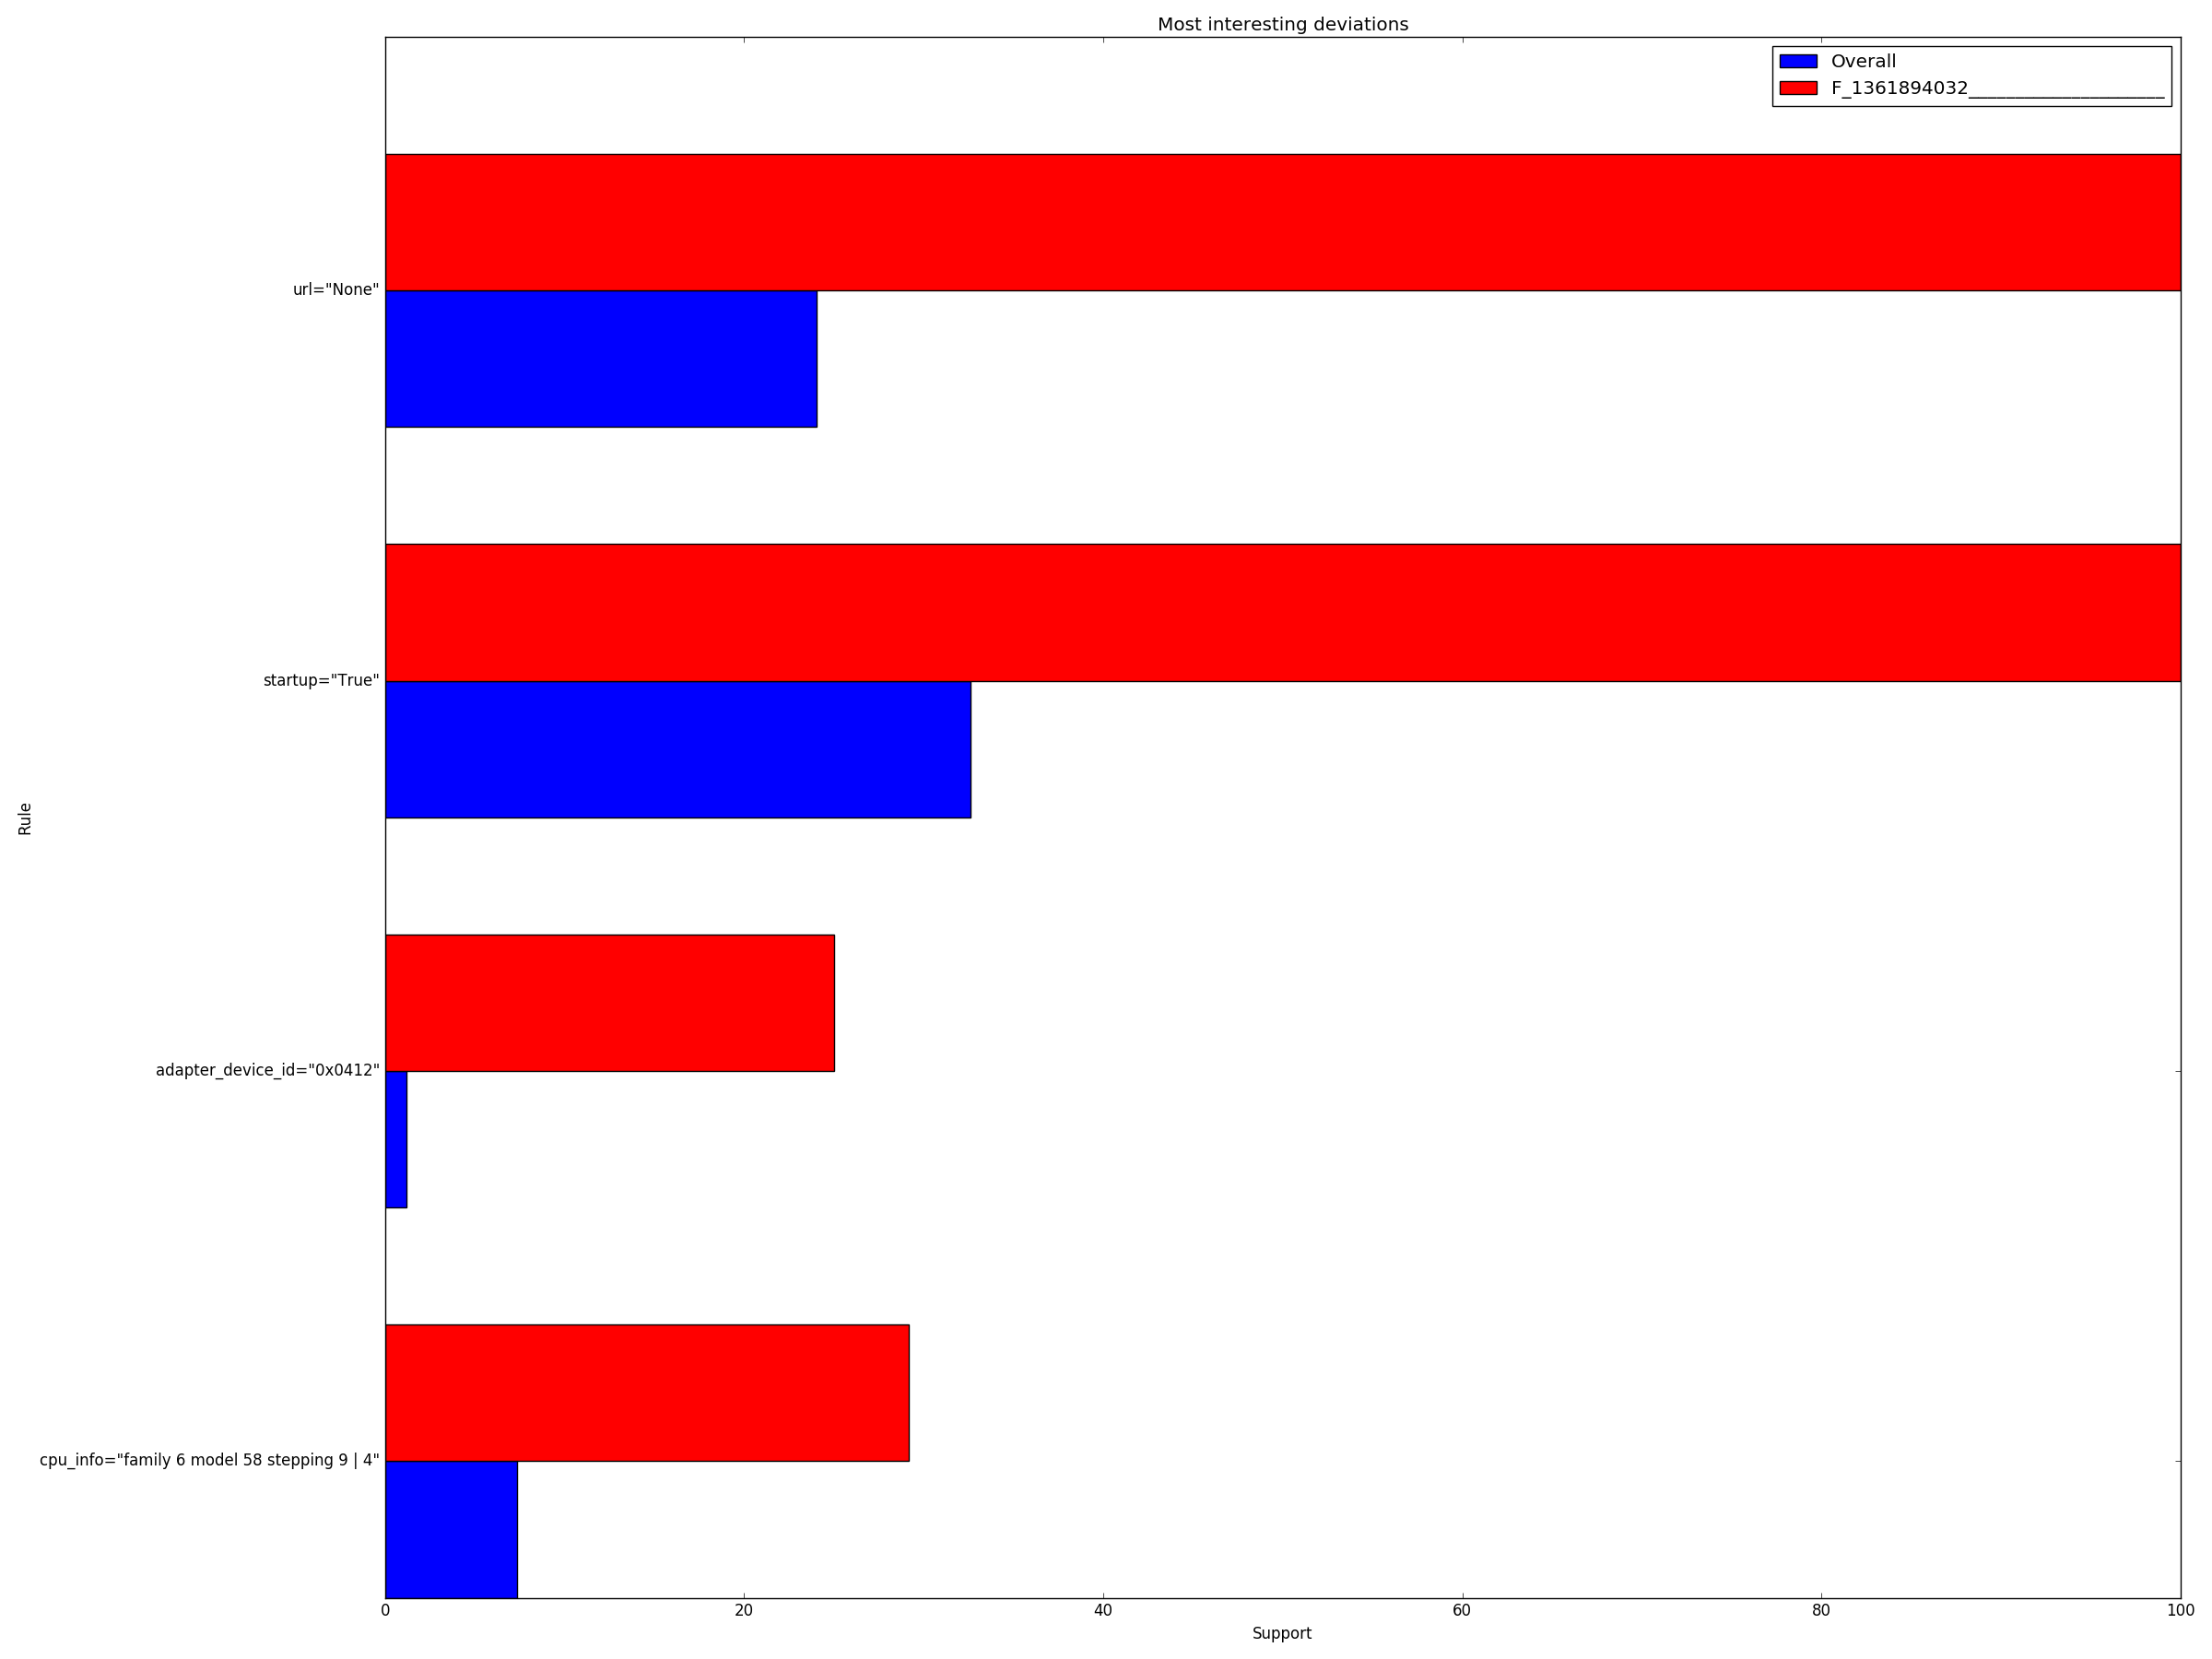 Most interesting deviations
Overall
F_1361894032_____________________
url="None"
startup="True"
adapter_device_id="0x0412"
cpu_info="family 6 model 58 stepping 9 | 4"
Rule
0 20 40 60 80 100
Support